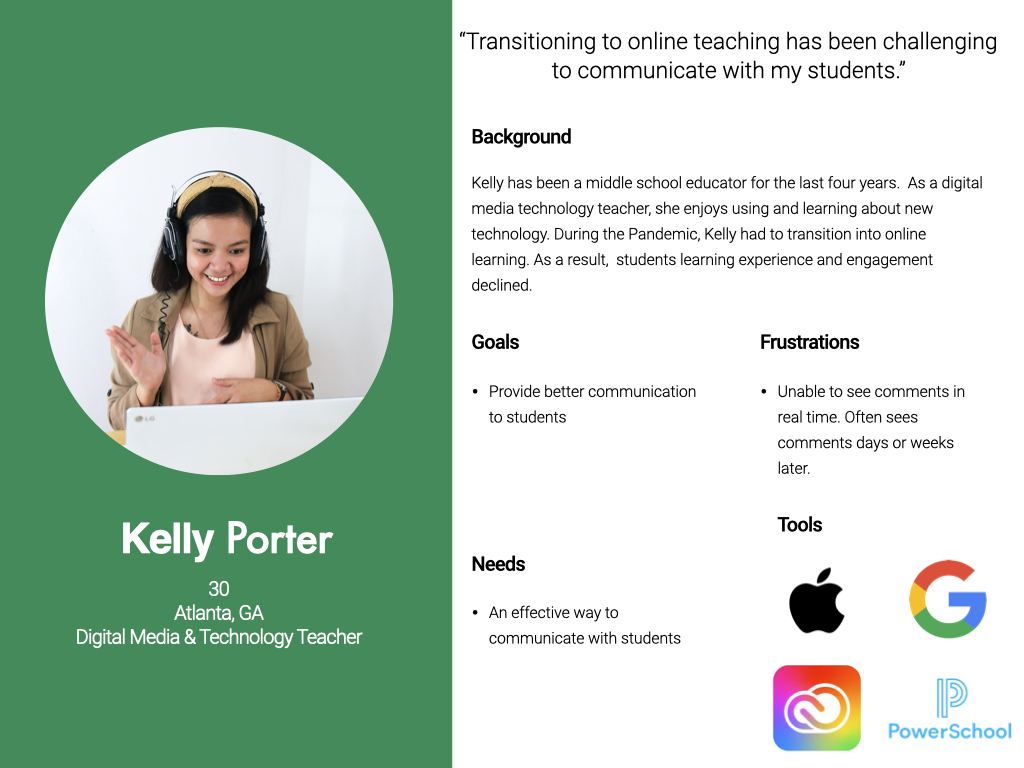 “Transitioning to online teaching has been challenging
to communicate with my students.”
Background
Kelly has been a middle school educator for the last four years.  As a digital
media technology teacher, she enjoys using and learning about new
technology. During the Pandemic, Kelly had to transition into online
learning. As a result,  students learning experience and engagement
declined.
Goals
• Provide better communication
to students
Frustrations
• Unable to see comments in
real time. Often sees
comments days or weeks
later.
Needs
• An effective way to
communicate with students
Tools
PowerSchool
LG
Kelly Porter
30
Atlanta, GA
Digital Media & Technology Teacher